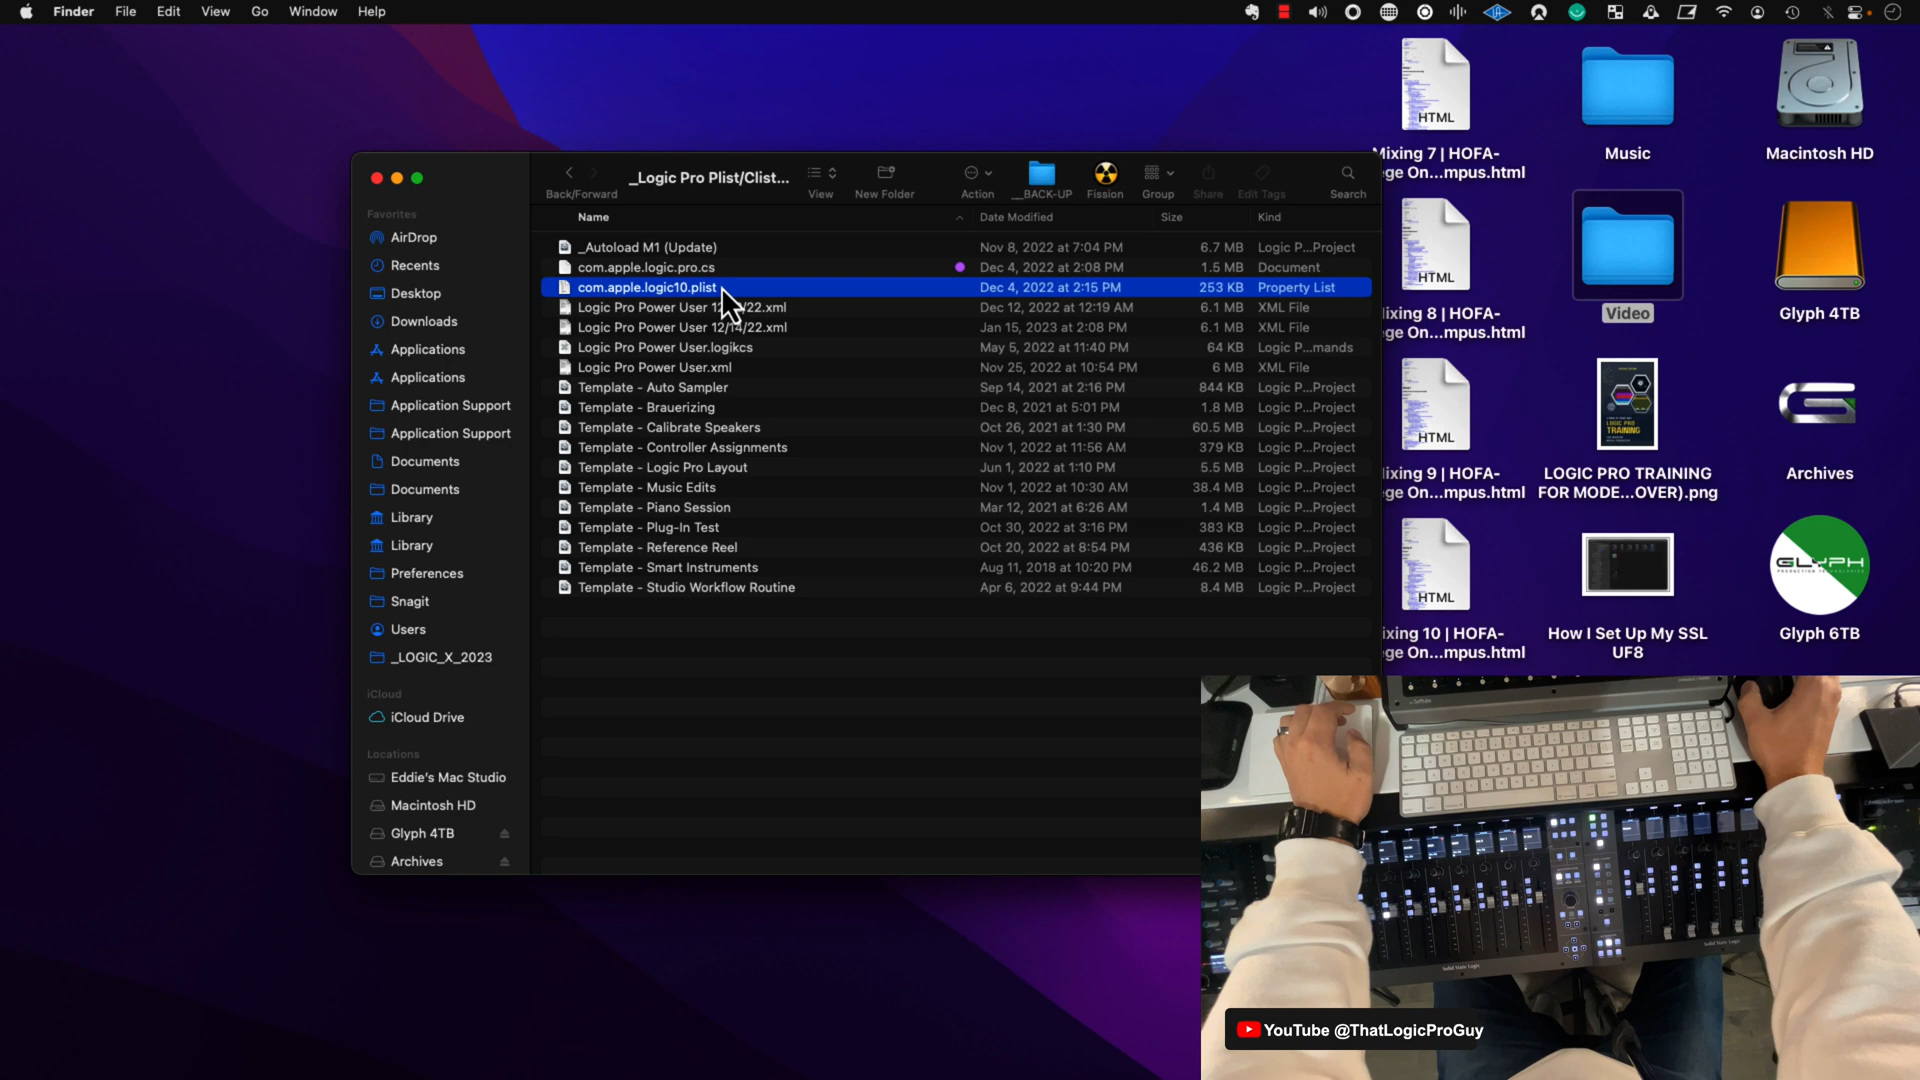 Finder File Edit View Go Window Help
_Logic Pro Plist/Clist...
Back/Forward View New Folder Action __BACK-UP Fission Group Share Edit Tags Search
Name Date Modified Size Kind
_Autoload M1 (Update) Nov 8, 2022 at 7:04 PM 6.7 MB Logic P...Project
com.apple.logic.pro.cs Dec 4, 2022 at 2:08 PM 1.5 MB Document
com.apple.logic10.plist Dec 4, 2022 at 2:15 PM 253 KB Property List
Logic Pro Power User /22.xml Dec 12, 2022 at 12:19 AM 6.1 MB XML File
Logic Pro Power User 12/14/22.xml Jan 15, 2023 at 2:08 PM 6.1 MB XML File
Logic Pro Power User.logikcs May 5, 2022 at 11:40 PM 64 KB Logic P...mands
Logic Pro Power User.xml Nov 25, 2022 at 10:54 PM 6 MB XML File
Template - Auto Sampler Sep 14, 2021 at 2:16 PM 844 KB Logic P...Project
Template - Brauerizing Dec 8, 2021 at 5:01 PM 1.8 MB Logic P...Project
Template - Calibrate Speakers Oct 26, 2021 at 1:30 PM 60.5 MB Logic P...Project
Template - Controller Assignments Nov 1, 2022 at 11:56 AM 379 KB Logic P...Project
Template - Logic Pro Layout Jun 1, 2022 at 1:10 PM 5.5 MB Logic P...Project
Template - Music Edits Nov 1, 2022 at 10:30 AM 38.4 MB Logic P...Project
Template - Piano Session Mar 12, 2021 at 6:26 AM 1.4 MB Logic P...Project
Template - Plug-In Test Oct 30, 2022 at 3:16 PM 383 KB Logic P...Project
Template - Reference Reel Oct 20, 2022 at 8:54 PM 436 KB Logic P...Project
Template - Smart Instruments Aug 11, 2018 at 10:20 PM 46.2 MB Logic P...Project
Template - Studio Workflow Routine Apr 6, 2022 at 9:44 PM 8.4 MB Logic P...Project
Favorites
AirDrop
Recents
Desktop
Downloads
Applications
Applications
Application Support
Application Support
Documents
Documents
Library
Library
Preferences
Snagit
Users
_LOGIC_X_2023
iCloud
iCloud Drive
Locations
Eddie's Mac Studio
Macintosh HD
Glyph 4TB
Archives
HTML
Mixing 7 | HOFA-
...mpus.html
Music
Macintosh HD
HTML
ixing 8 | HOFA-
ge On...mpus.html
Video
Glyph 4TB
HTML
ixing 9 | HOFA-
ge On...mpus.html
LOGIC PRO
TRAINING
LOGIC PRO TRAINING
FOR MODE...OVER).png
Archives
HTML
ixing 10 | HOFA-
ge On...mpus.html
How I Set Up My SSL
UF8
GLYPH
Glyph 6TB
Solid State Logic
Solid State Logic
YouTube @ThatLogicProGuy